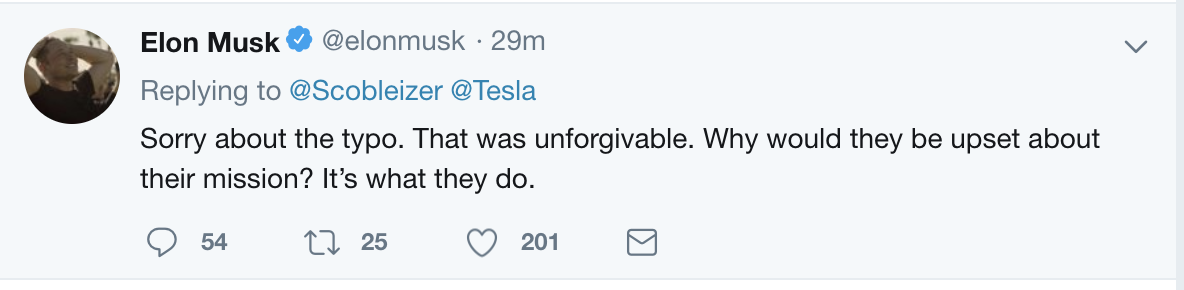 Elon Musk @elonmusk · 29m
Replying to @Scobleizer @Tesla
Sorry about the typo. That was unforgivable. Why would they be upset about
their mission? It’s what they do.
54 25 201